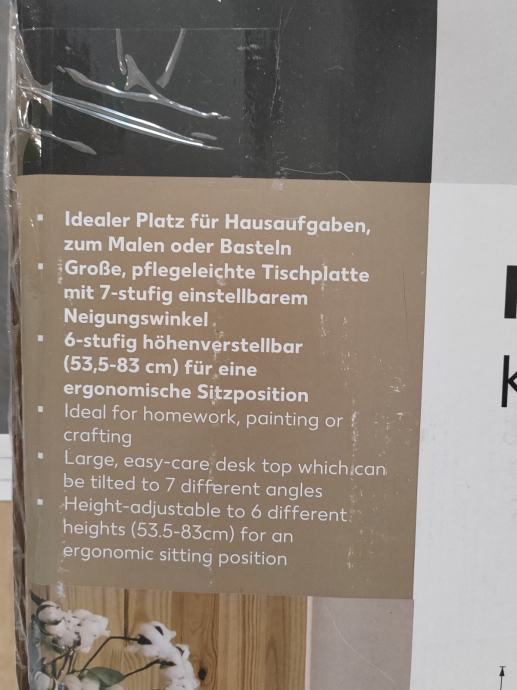 ▪ Idealer Platz für Hausaufgaben,
zum Malen oder Basteln
▪ Große, pflegeleichte Tischplatte
mit 7-stufig einstellbarem
Neigungswinkel
▪ 6-stufig höhenverstellbar
(53,5-83 cm) für eine
ergonomische Sitzposition
▪ Ideal for homework, painting or
crafting
▪ Large, easy-care desk top which can
be tilted to 7 different angles
▪ Height-adjustable to 6 different
heights (53.5-83cm) for an
ergonomic sitting position